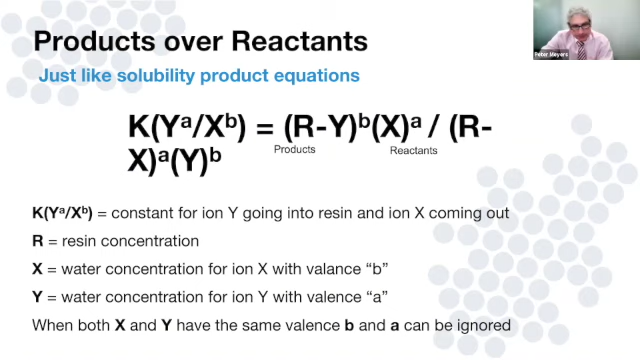 Products over Reactants
Just like solubility product equations
K(Yᵃ/Xᵇ) = (R-Y)ᵇ(X)ᵃ / (R-
X)ᵃ(Y)ᵇ
Products
Reactants
K(Yᵃ/Xᵇ) = constant for ion Y going into resin and ion X coming out
R = resin concentration
X = water concentration for ion X with valance “b”
Y = water concentration for ion Y with valence “a”
When both X and Y have the same valence b and a can be ignored
Peter Meyers